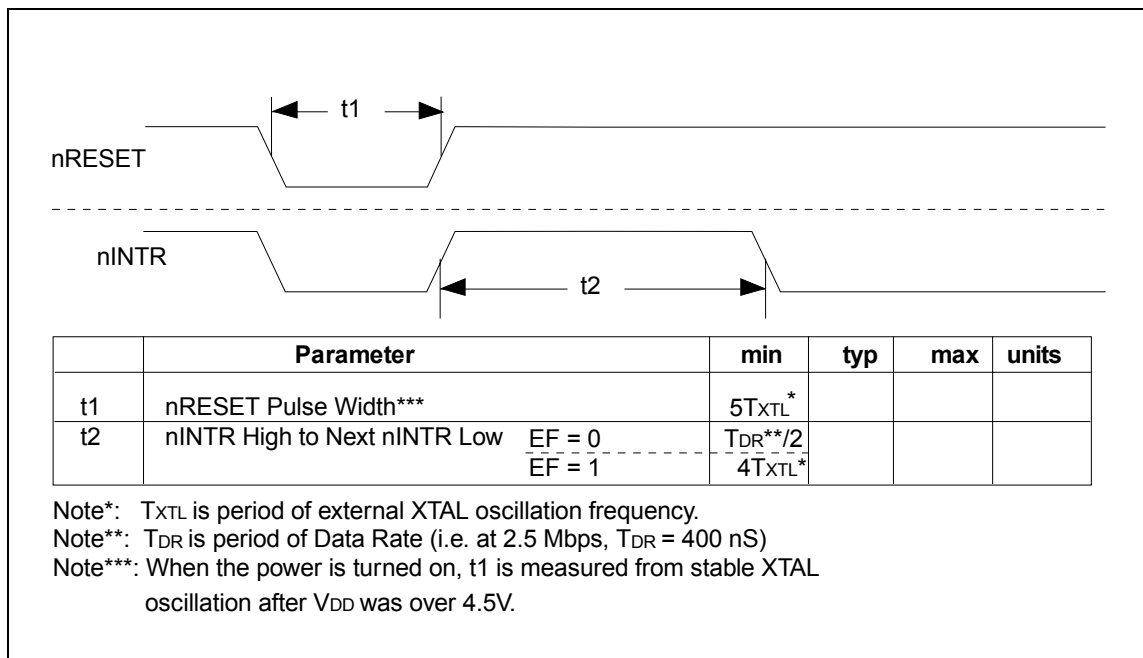 t1
nRESET
nINTR
t2
Parameter min typ max units
t1 nRESET Pulse Width*** 5TXTL*
t2 nINTR High to Next nINTR Low EF = 0 TDR**/2
EF = 1 4TXTL*
Note*: TXTL is period of external XTAL oscillation frequency.
Note**: TDR is period of Data Rate (i.e. at 2.5 Mbps, TDR = 400 nS)
Note***: When the power is turned on, t1 is measured from stable XTAL
oscillation after VDD was over 4.5V.